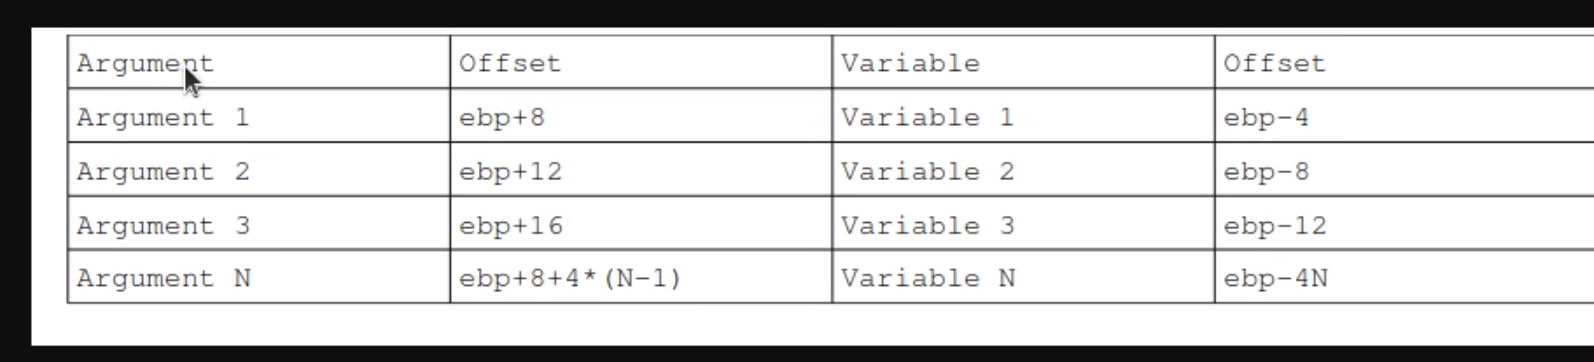 Argument Offset Variable Offset
Argument 1 ebp+8 Variable 1 ebp-4
Argument 2 ebp+12 Variable 2 ebp-8
Argument 3 ebp+16 Variable 3 ebp-12
Argument N ebp+8+4*(N-1) Variable N ebp-4N